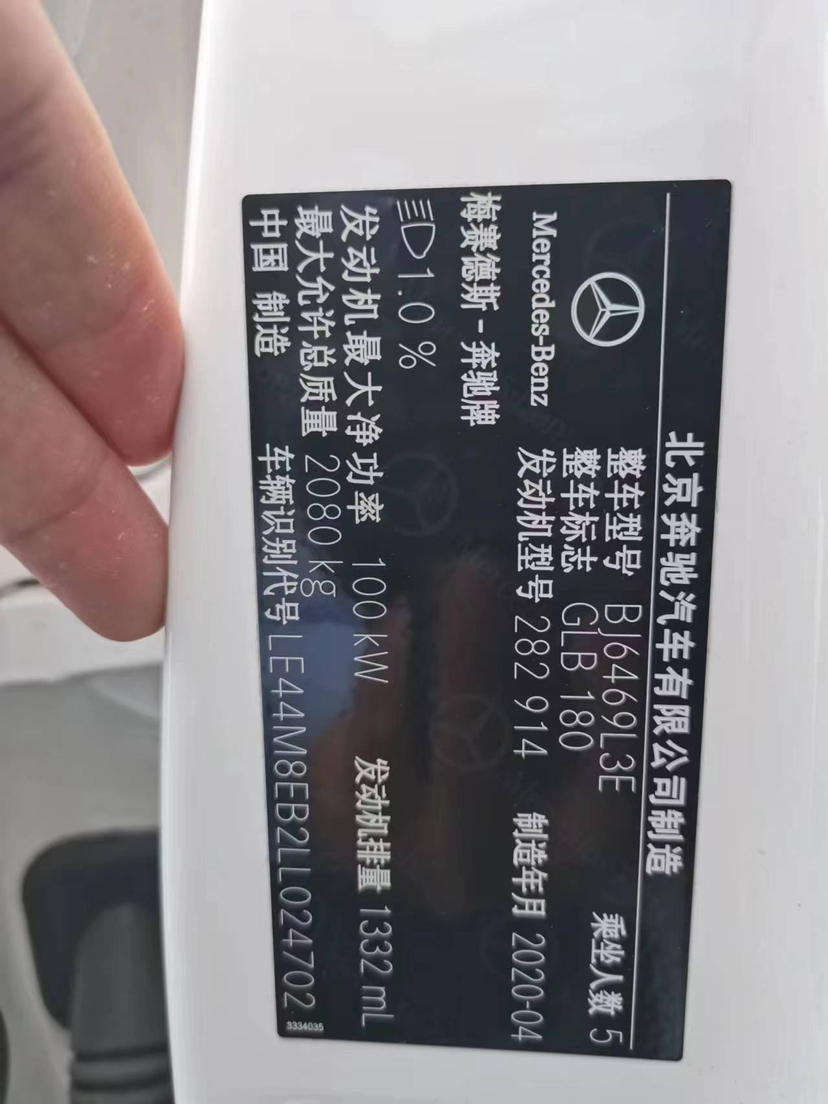 北京奔驰汽车有限公司制造
Mercedes-Benz
整车型号 BJ6469L3E 乘坐人数 5
整车标志 GLB 180
发动机型号 282 914 制造年月 2020-04
梅赛德斯-奔驰牌
1.0 %
发动机最大净功率 100 kW 发动机排量 1332 mL
最大允许总质量 2080 kg
中国 制造 车辆识别代号 LE44M8EB2LL024702
3334035